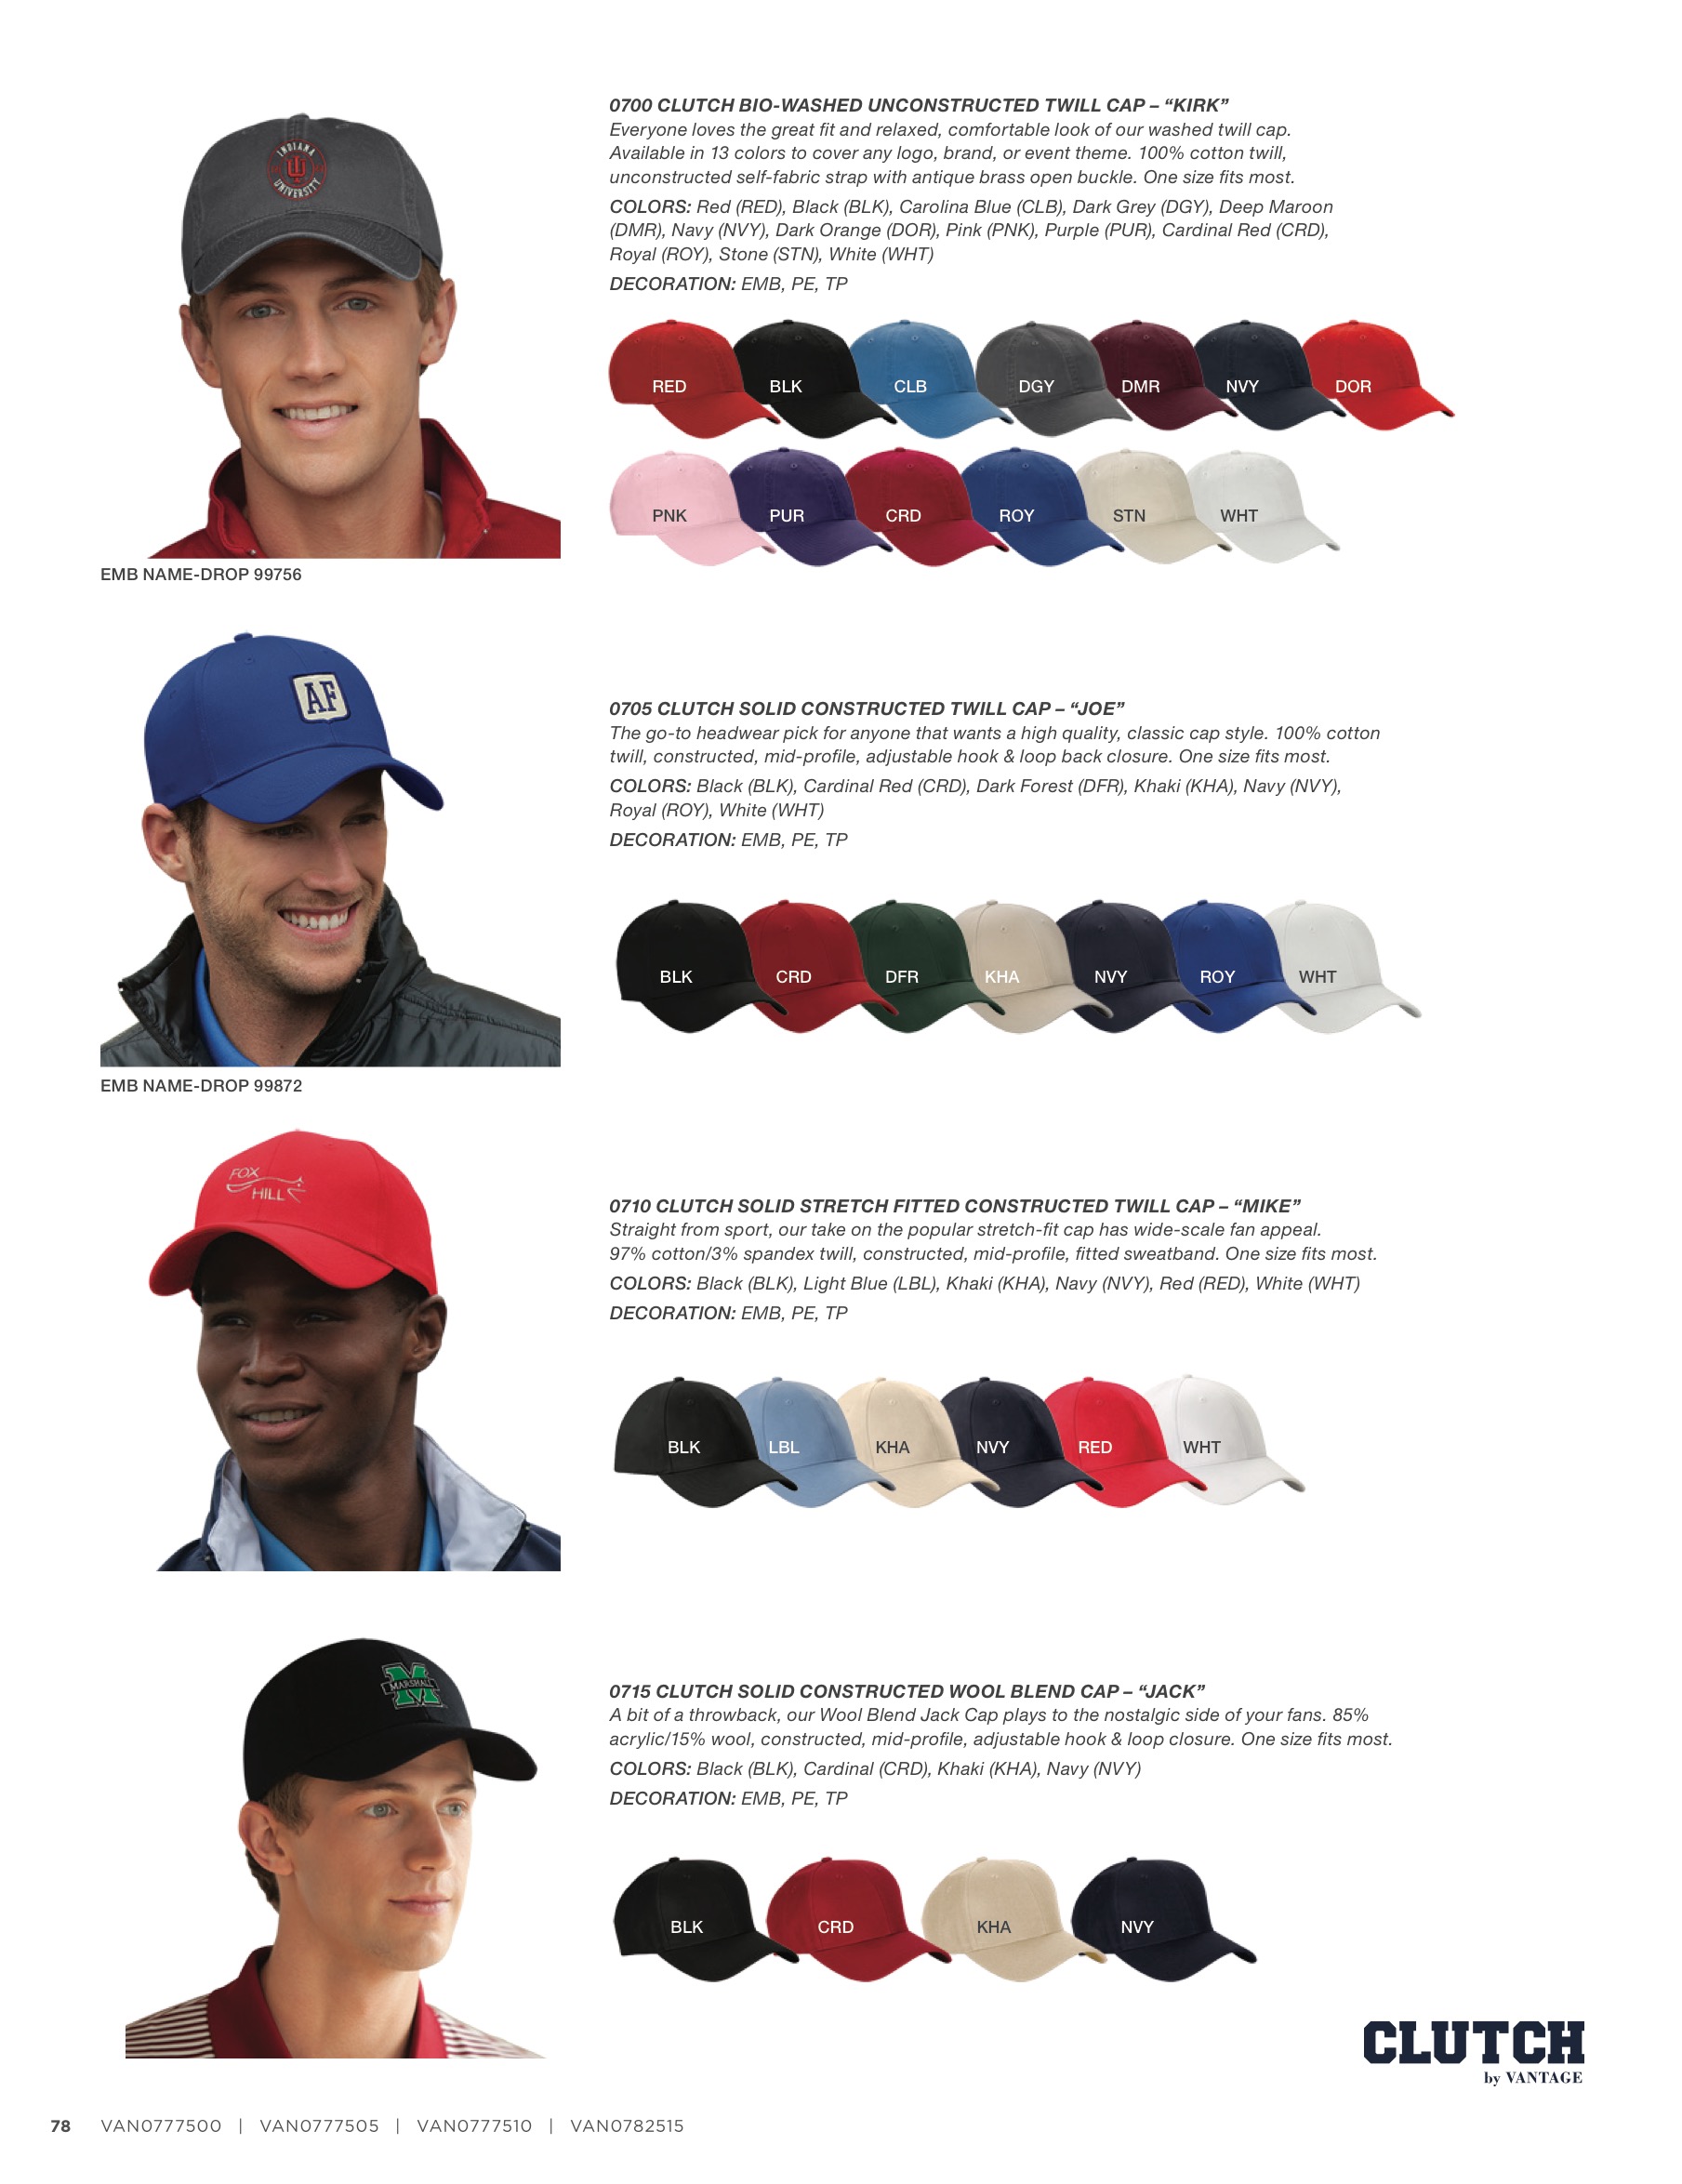 INDIANA
IU
UNIVERSITY
0700 CLUTCH BIO-WASHED UNCONSTRUCTED TWILL CAP – “KIRK”
Everyone loves the great fit and relaxed, comfortable look of our washed twill cap.
Available in 13 colors to cover any logo, brand, or event theme. 100% cotton twill,
unconstructed self-fabric strap with antique brass open buckle. One size fits most.
COLORS: Red (RED), Black (BLK), Carolina Blue (CLB), Dark Grey (DGY), Deep Maroon
(DMR), Navy (NVY), Dark Orange (DOR), Pink (PNK), Purple (PUR), Cardinal Red (CRD),
Royal (ROY), Stone (STN), White (WHT)
DECORATION: EMB, PE, TP
RED BLK CLB DGY DMR NVY DOR
PNK PUR CRD ROY STN WHT
EMB NAME-DROP 99756
AF
0705 CLUTCH SOLID CONSTRUCTED TWILL CAP – “JOE”
The go-to headwear pick for anyone that wants a high quality, classic cap style. 100% cotton
twill, constructed, mid-profile, adjustable hook & loop back closure. One size fits most.
COLORS: Black (BLK), Cardinal Red (CRD), Dark Forest (DFR), Khaki (KHA), Navy (NVY),
Royal (ROY), White (WHT)
DECORATION: EMB, PE, TP
BLK CRD DFR KHA NVY ROY WHT
EMB NAME-DROP 99872
FOX
HILL
0710 CLUTCH SOLID STRETCH FITTED CONSTRUCTED TWILL CAP – “MIKE”
Straight from sport, our take on the popular stretch-fit cap has wide-scale fan appeal.
97% cotton/3% spandex twill, constructed, mid-profile, fitted sweatband. One size fits most.
COLORS: Black (BLK), Light Blue (LBL), Khaki (KHA), Navy (NVY), Red (RED), White (WHT)
DECORATION: EMB, PE, TP
BLK LBL KHA NVY RED WHT
M
MARSHALL
0715 CLUTCH SOLID CONSTRUCTED WOOL BLEND CAP – “JACK”
A bit of a throwback, our Wool Blend Jack Cap plays to the nostalgic side of your fans. 85%
acrylic/15% wool, constructed, mid-profile, adjustable hook & loop closure. One size fits most.
COLORS: Black (BLK), Cardinal (CRD), Khaki (KHA), Navy (NVY)
DECORATION: EMB, PE, TP
BLK CRD KHA NVY
CLUTCH
by VANTAGE
78 VAN0777500 | VAN0777505 | VAN0777510 | VAN0782515